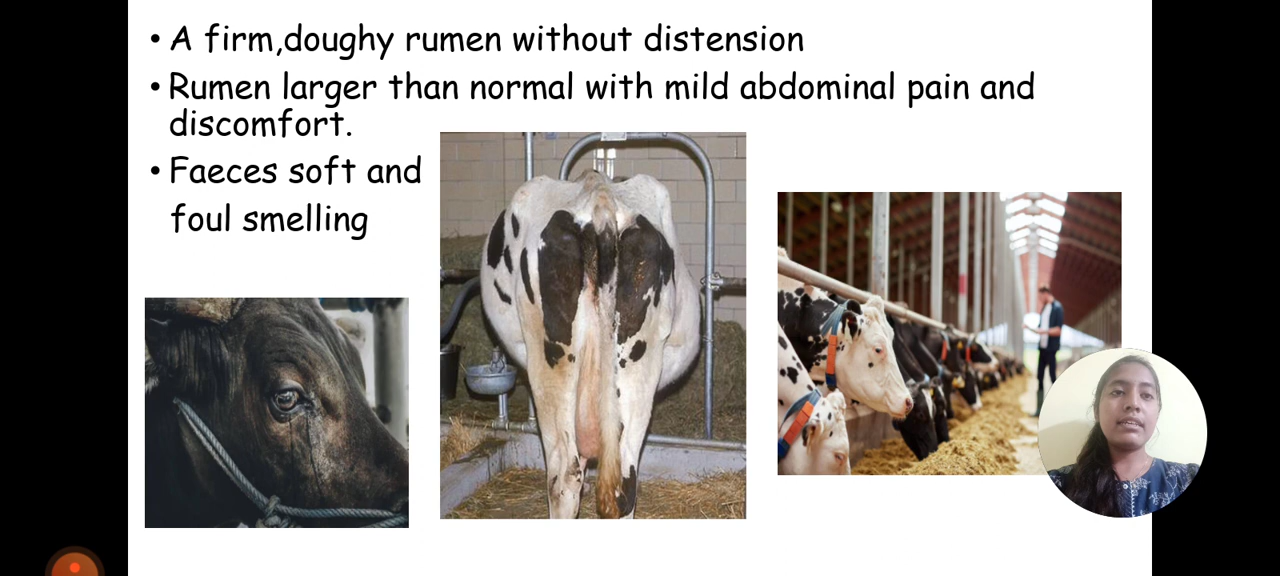 • A firm,doughy rumen without distension
• Rumen larger than normal with mild abdominal pain and
discomfort.
• Faeces soft and
foul smelling